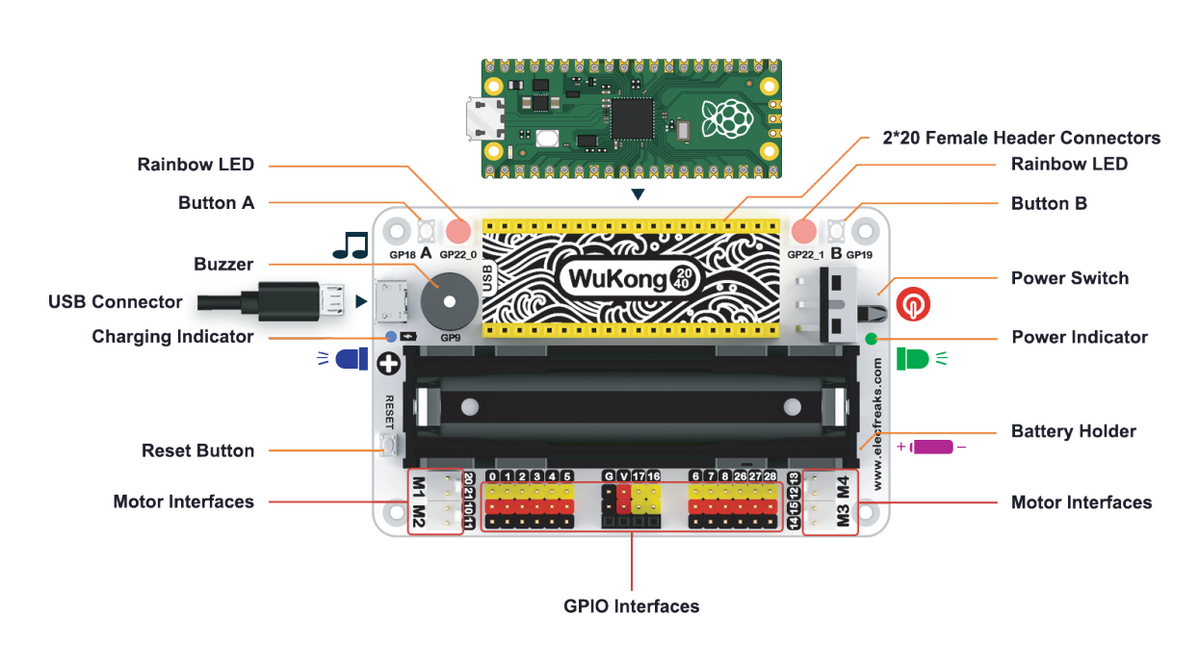 2*20 Female Header Connectors
Rainbow LED
Rainbow LED
Button A
Button B
GP18 A GP22_0
GP22_1 B GP19
Buzzer
USB
WuKong 20 40
Power Switch
USB Connector
Charging Indicator
GP9
Power Indicator
RESET
www.elecfreaks.com
Battery Holder
+ -
Reset Button
M1 20 21
0 1 2 3 4 5
G V 17 16
6 7 8 26 27 28
13 12 M4
Motor Interfaces
Motor Interfaces
M2 10 11
14 15 M3
GPIO Interfaces